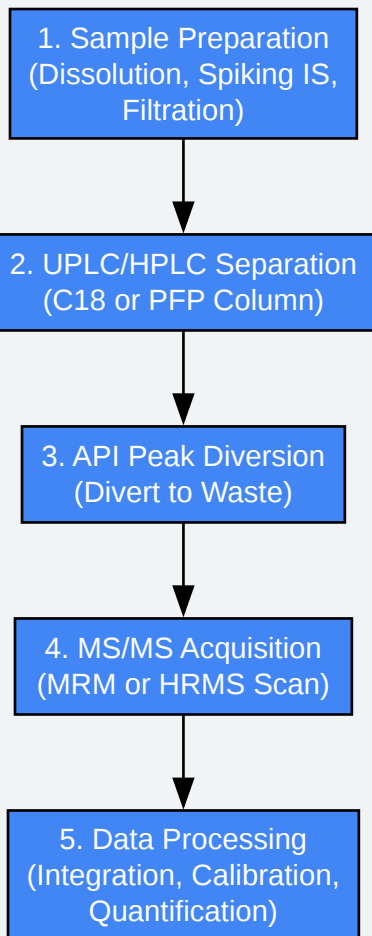 1. Sample Preparation
(Dissolution, Spiking IS,
Filtration)
2. UPLC/HPLC Separation
(C18 or PFP Column)
3. API Peak Diversion
(Divert to Waste)
4. MS/MS Acquisition
(MRM or HRMS Scan)
5. Data Processing
(Integration, Calibration,
Quantification)